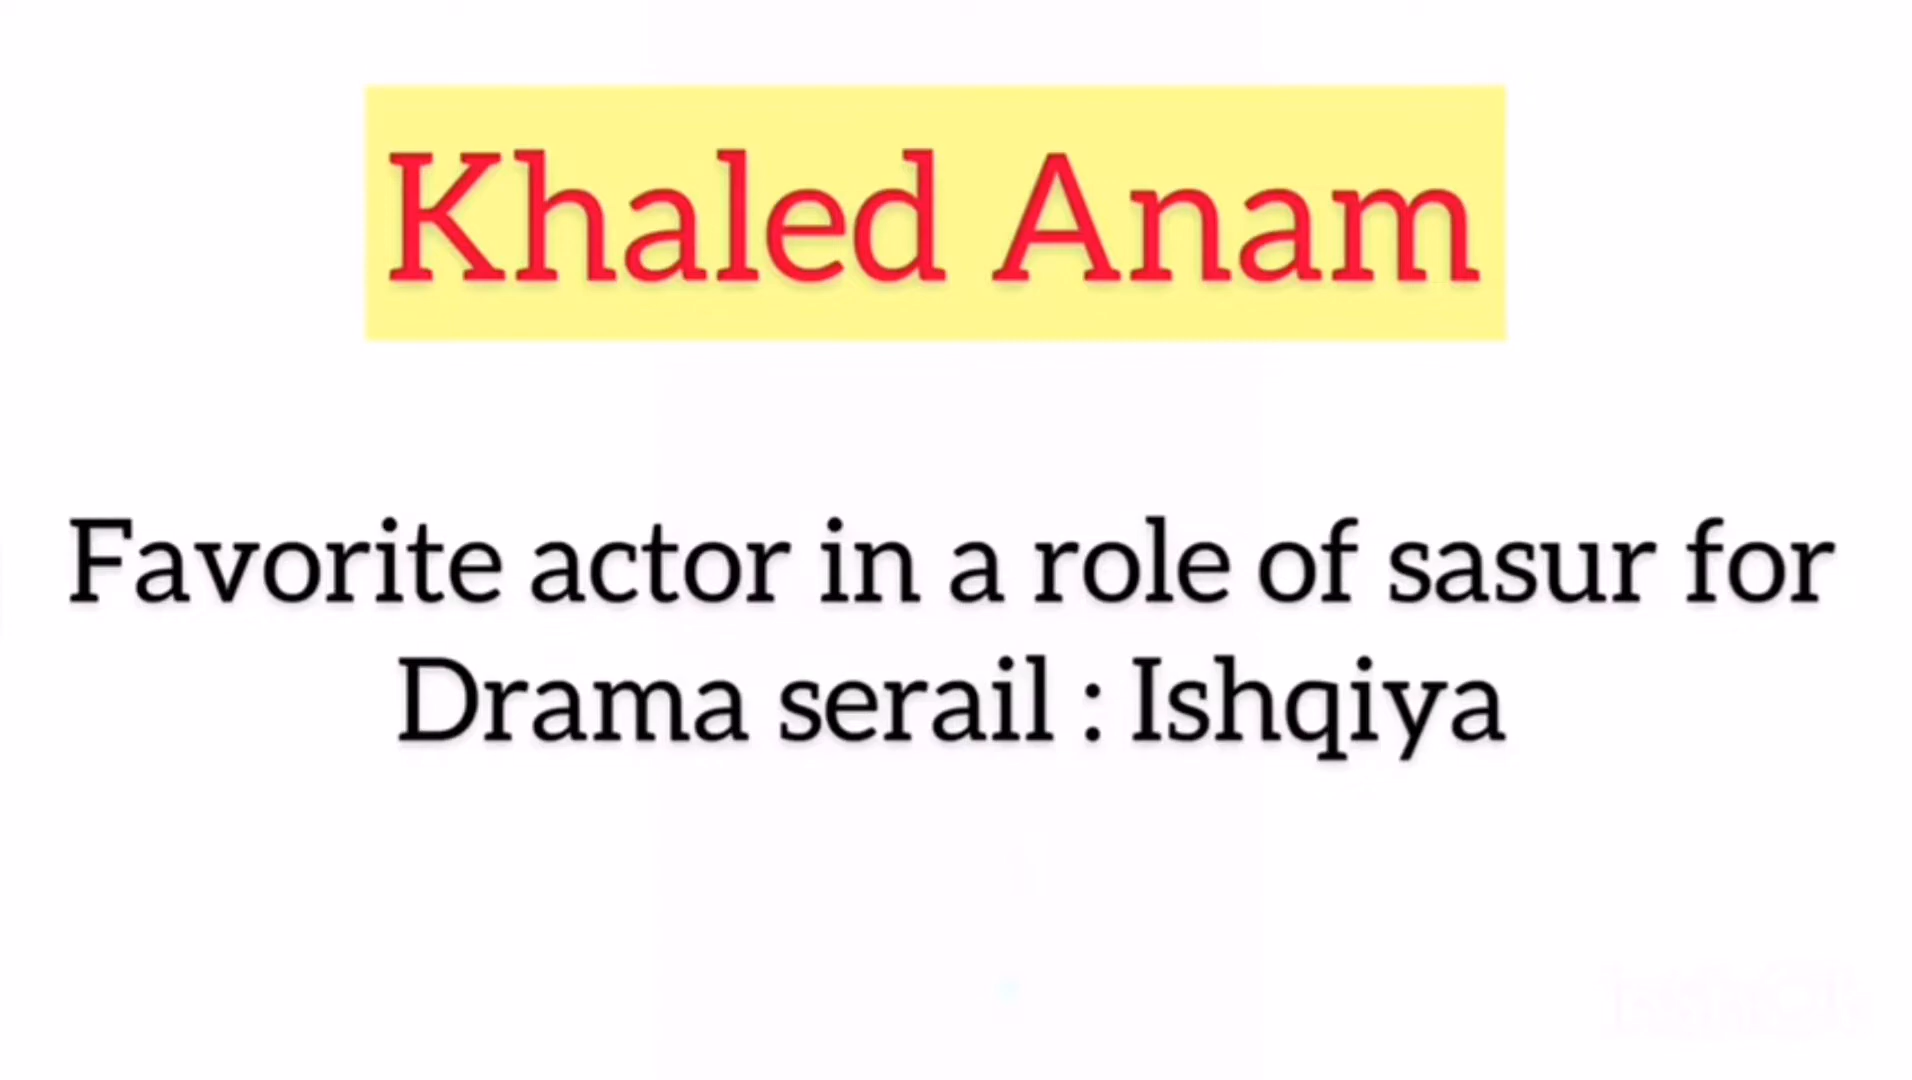 Khaled Anam
Favorite actor in a role of sasur for
Drama serail : Ishqiya